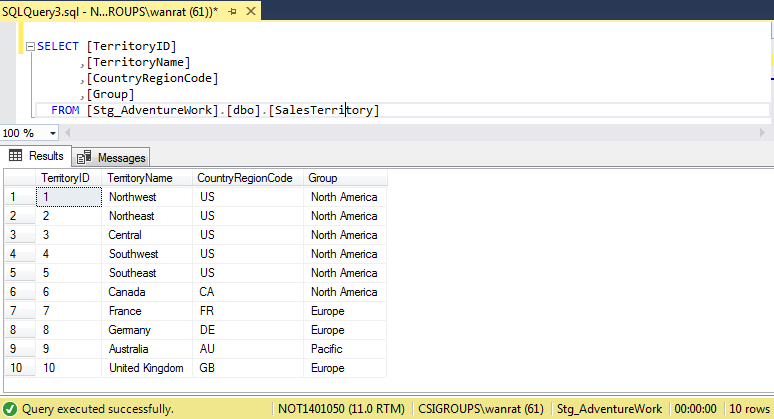 SQLQuery3.sql - N...ROUPS\wanrat (61))*
SELECT [TerritoryID]
,[TerritoryName]
,[CountryRegionCode]
,[Group]
FROM [Stg_AdventureWork].[dbo].[SalesTerritory]
100 %
Results Messages
TerritoryID TerritoryName CountryRegionCode Group
1 1 Northwest US North America
2 2 Northeast US North America
3 3 Central US North America
4 4 Southwest US North America
5 5 Southeast US North America
6 6 Canada CA North America
7 7 France FR Europe
8 8 Germany DE Europe
9 9 Australia AU Pacific
10 10 United Kingdom GB Europe
Query executed successfully. NOT1401050 (11.0 RTM) CSIGROUPS\wanrat (61) Stg_AdventureWork 00:00:00 10 rows